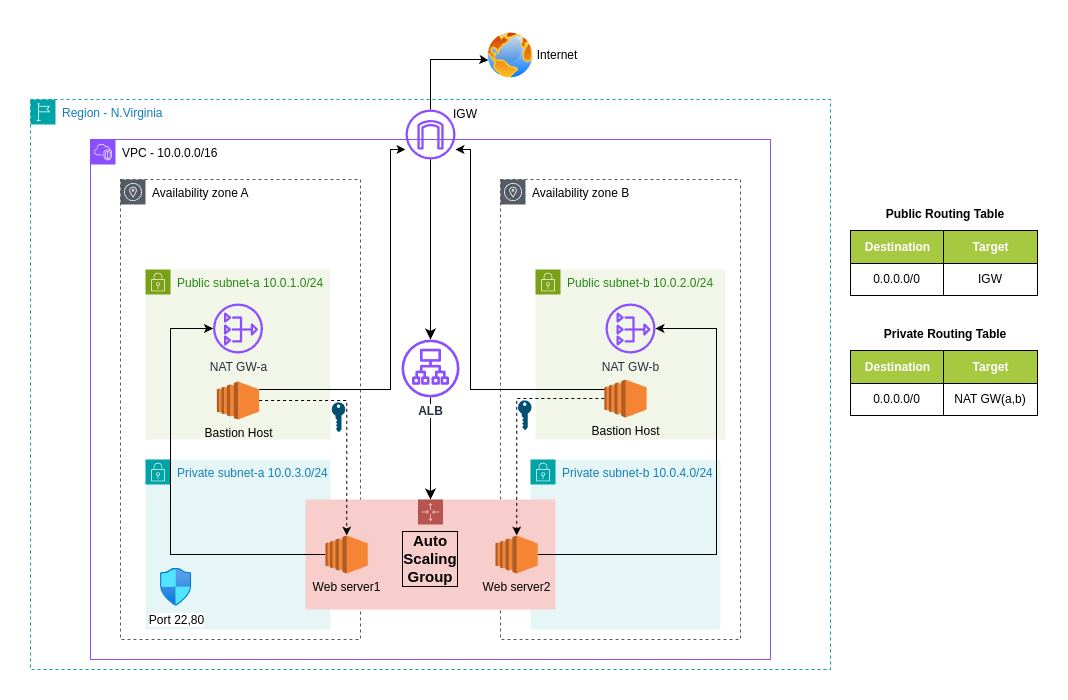 Internet
IGW
Region - N.Virginia
VPC - 10.0.0.0/16
Availability zone A
Availability zone B
Public subnet-a 10.0.1.0/24
Public subnet-b 10.0.2.0/24
NAT GW-a
NAT GW-b
Bastion Host
Bastion Host
ALB
Private subnet-a 10.0.3.0/24
Private subnet-b 10.0.4.0/24
Auto
Scaling
Group
Web server1
Web server2
Port 22,80
Public Routing Table
Destination Target
0.0.0.0/0 IGW
Private Routing Table
Destination Target
0.0.0.0/0 NAT GW(a,b)